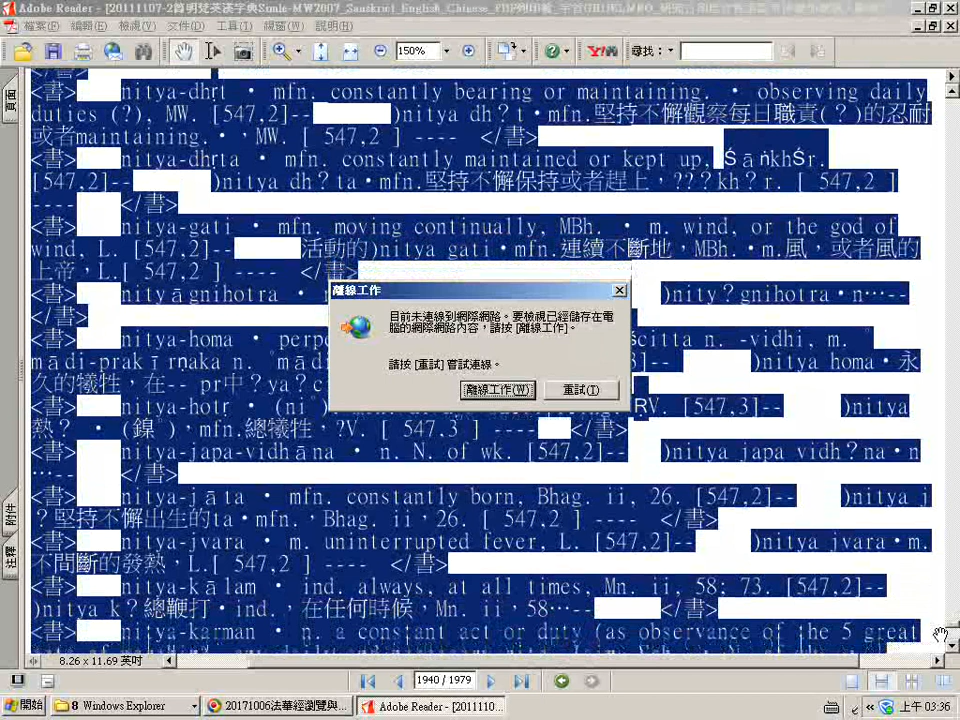 Adobe Reader - [20111107-2
檔案(F) 編輯(E) 檢視(V) 文件(D) 工具(T) 視窗(W) 說明(H)
150% Y! 尋找：
頁面
</書>
<書> nitya-dhṛt • mfn. constantly bearing or maintaining, • observing daily
duties (?), MW. [547,2]-- )nitya dh?t•mfn.堅持不懈觀察每日職責(？)的忍耐
或者maintaining.•, MW. [ 547,2 ] ---- </書>
<書> nitya-dhṛta • mfn. constantly maintained or kept up, ŚāṅkhŚr.
[547,2]-- )nitya dh？ta•mfn.堅持不懈保持或者趕上，??？kh？r. [ 547,2 ]
---- </書>
<書> nitya-gati • mfn. moving continually, MBh. • m. wind, or the god of
wind, L. [547,2]-- 活動的)nitya gati•mfn.連續不斷地，MBh.•m.風，或者風的
上帝，L.[ 547,2 ] ---- </書>
<書> nityāgnihotra • )nity？gnihotra•n…--
</書>
<書> nitya-homa • )nitya homa•永
久的犧牲，在-- pr中？ya？
<書> nitya-hotṛ • (ni°) RV. [547,3]-- )nitya
熱？ •(鎳°)，mfn.總犧牲，?V. [ 547,3 ] ---- </書>
<書> nitya-japa-vidhāna • n. N. of wk. [547,2]-- )nitya japa vidh？na•n
…-- </書>
<書> nitya-jāta • mfn. constantly born, Bhag. ii, 26. [547,2]-- )nitya j
？堅持不懈出生的ta•mfn.，Bhag. ii，26. [ 547,2 ] ---- </書>
<書> nitya-jvara • m. uninterrupted fever, L. [547,2]-- )nitya jvara•m.
不間斷的發熱，L.[ 547,2 ] ---- </書>
<書> nitya-kālam • ind. always, at all times, Mn. ii, 58; 73. [547,2]--
)nitya k？總鞭打•ind.，在任何時候，Mn. ii，58…-- </書>
<書> nitya-karman • n. a constant act or duty (as observance of the 5 great
離線工作
目前未連線到網際網路。要檢視已經儲存在電
腦的網際網路內容，請按 [離線工作]。
請按 [重試] 嘗試連線。
離線工作(W) 重試(T)
附件
注釋
8.26 x 11.69 英吋
1940 / 1979
開始 8 Windows Explorer 20171006法華經瀏覽與... Adobe Reader - [2011110... 上午 03:36